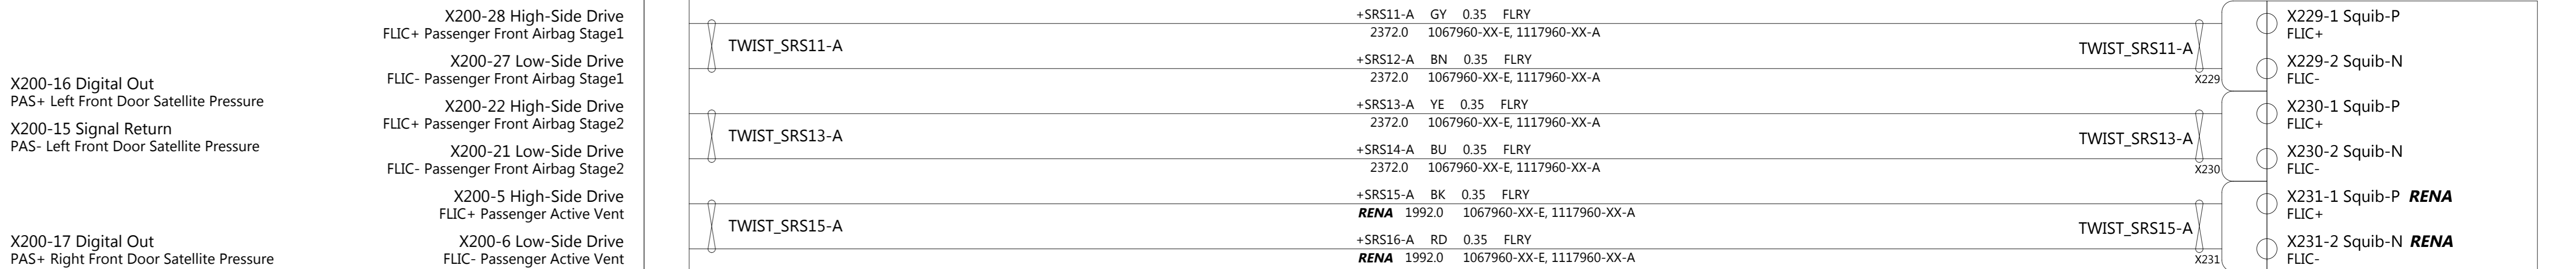 X200-16 Digital Out
PAS+ Left Front Door Satellite Pressure
X200-15 Signal Return
PAS- Left Front Door Satellite Pressure
X200-17 Digital Out
PAS+ Right Front Door Satellite Pressure
X200-28 High-Side Drive
FLIC+ Passenger Front Airbag Stage1
X200-27 Low-Side Drive
FLIC- Passenger Front Airbag Stage1
X200-22 High-Side Drive
FLIC+ Passenger Front Airbag Stage2
X200-21 Low-Side Drive
FLIC- Passenger Front Airbag Stage2
X200-5 High-Side Drive
FLIC+ Passenger Active Vent
X200-6 Low-Side Drive
FLIC- Passenger Active Vent
TWIST_SRS11-A
TWIST_SRS13-A
TWIST_SRS15-A
+SRS11-A GY 0.35 FLRY
2372.0 1067960-XX-E, 1117960-XX-A
+SRS12-A BN 0.35 FLRY
2372.0 1067960-XX-E, 1117960-XX-A
+SRS13-A YE 0.35 FLRY
2372.0 1067960-XX-E, 1117960-XX-A
+SRS14-A BU 0.35 FLRY
2372.0 1067960-XX-E, 1117960-XX-A
+SRS15-A BK 0.35 FLRY
RENA 1992.0 1067960-XX-E, 1117960-XX-A
+SRS16-A RD 0.35 FLRY
RENA 1992.0 1067960-XX-E, 1117960-XX-A
TWIST_SRS11-A
X229
TWIST_SRS13-A
X230
TWIST_SRS15-A
X231
X229-1 Squib-P
FLIC+
X229-2 Squib-N
FLIC-
X230-1 Squib-P
FLIC+
X230-2 Squib-N
FLIC-
X231-1 Squib-P RENA
FLIC+
X231-2 Squib-N RENA
FLIC-